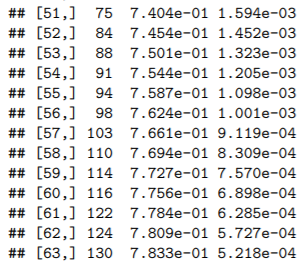 ## [51,]  75 7.404e-01 1.594e-03
## [52,]  84 7.454e-01 1.452e-03
## [53,]  88 7.501e-01 1.323e-03
## [54,]  91 7.544e-01 1.205e-03
## [55,]  94 7.587e-01 1.098e-03
## [56,]  98 7.624e-01 1.001e-03
## [57,] 103 7.661e-01 9.119e-04
## [58,] 110 7.694e-01 8.309e-04
## [59,] 114 7.727e-01 7.570e-04
## [60,] 116 7.756e-01 6.898e-04
## [61,] 122 7.784e-01 6.285e-04
## [62,] 124 7.809e-01 5.727e-04
## [63,] 130 7.833e-01 5.218e-04